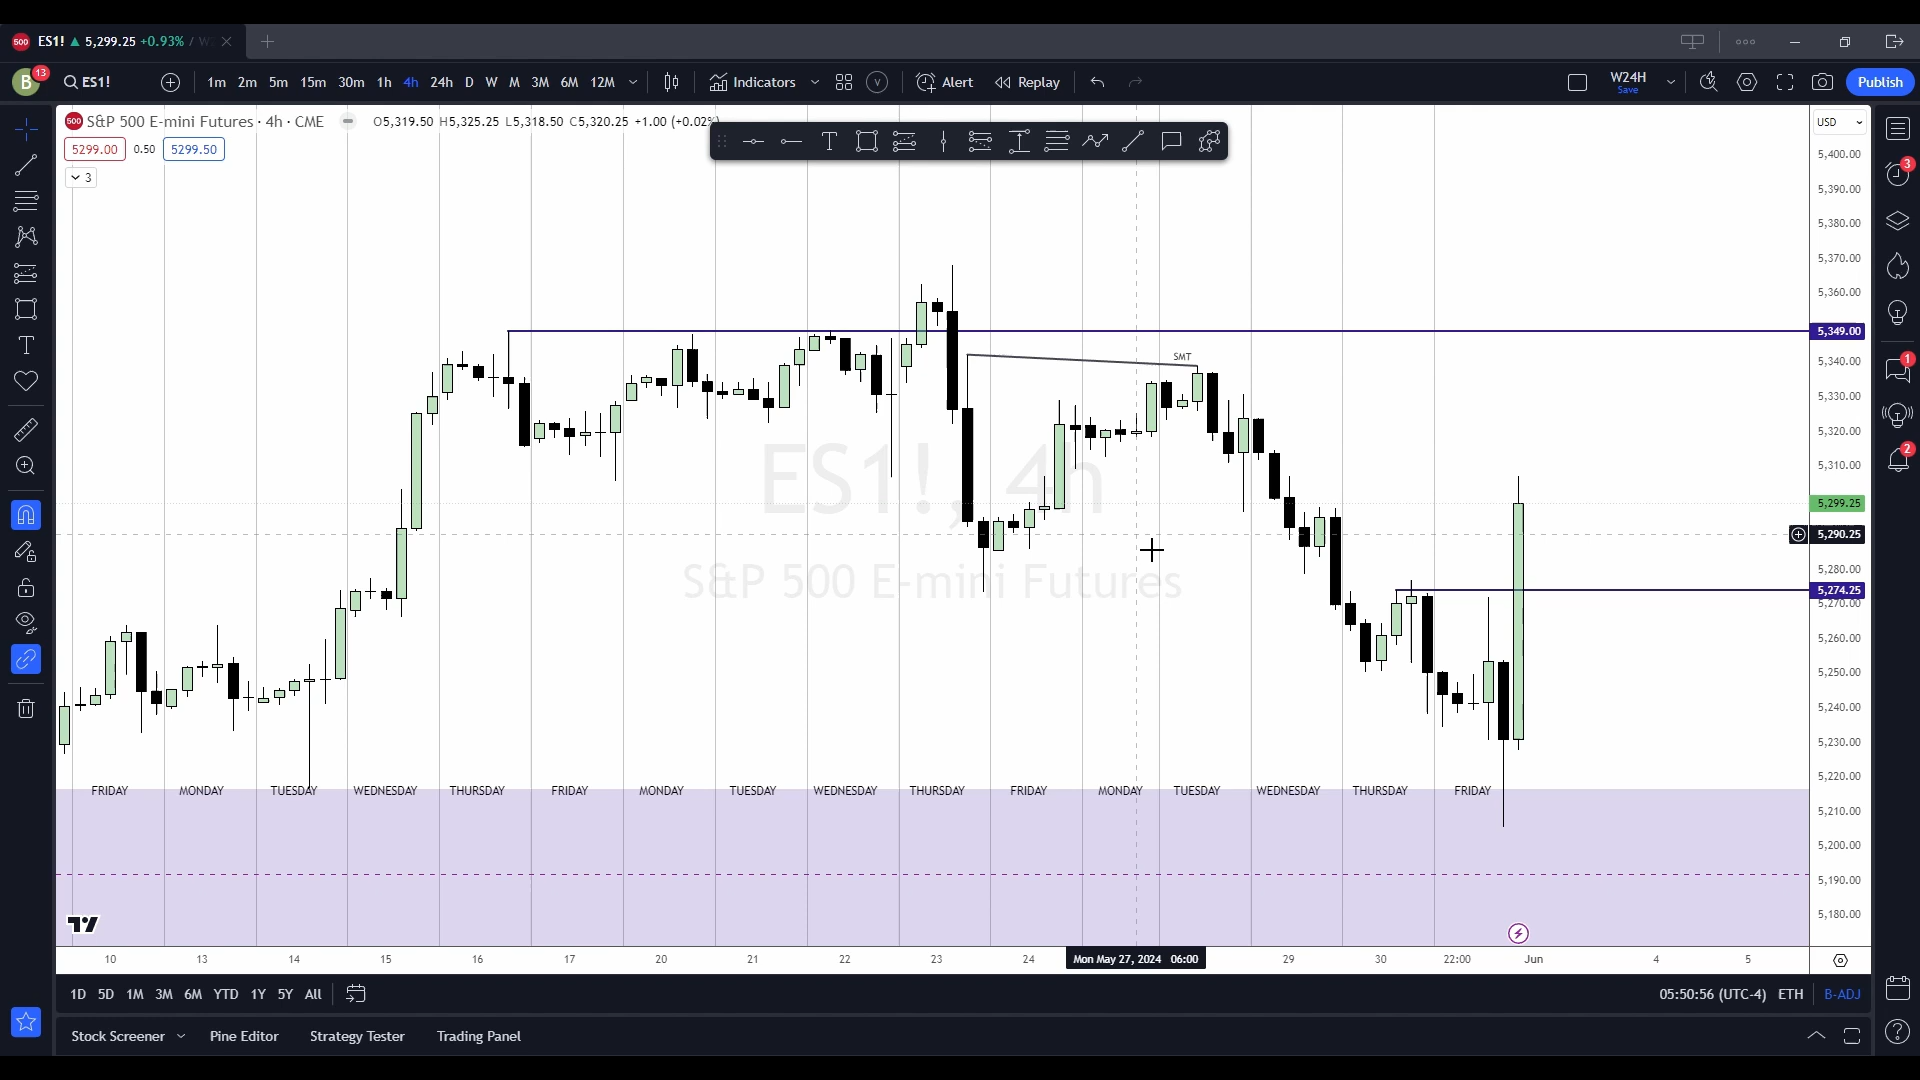 500 ES1! ▲ 5,299.25 +0.93% / W
B 13 ES1! 1m 2m 5m 15m 30m 1h 4h 24h D W M 3M 6M 12M Indicators Alert Replay W24H Save Publish
500 S&P 500 E-mini Futures · 4h · CME O5,319.50 H5,325.25 L5,318.50 C5,320.25 +1.00 (+0.02%)
USD
5299.00 0.50 5299.50
3
5,400.00
5,390.00
5,380.00
5,370.00
5,360.00
5,349.00
5,340.00
SMT
5,330.00
5,320.00
5,310.00
5,299.25
5,290.25
5,280.00
5,274.25
5,270.00
5,260.00
5,250.00
5,240.00
5,230.00
5,220.00
5,210.00
5,200.00
5,190.00
5,180.00
ES1!, 4h
S&P 500 E-mini Futures
FRIDAY MONDAY TUESDAY WEDNESDAY THURSDAY FRIDAY MONDAY TUESDAY WEDNESDAY THURSDAY FRIDAY MONDAY TUESDAY WEDNESDAY THURSDAY FRIDAY
10 13 14 15 16 17 20 21 22 23 24 Mon May 27, 2024 06:00 29 30 22:00 Jun 4 5
1D 5D 1M 3M 6M YTD 1Y 5Y All 05:50:56 (UTC-4) ETH B-ADJ
Stock Screener Pine Editor Strategy Tester Trading Panel
3
1
2